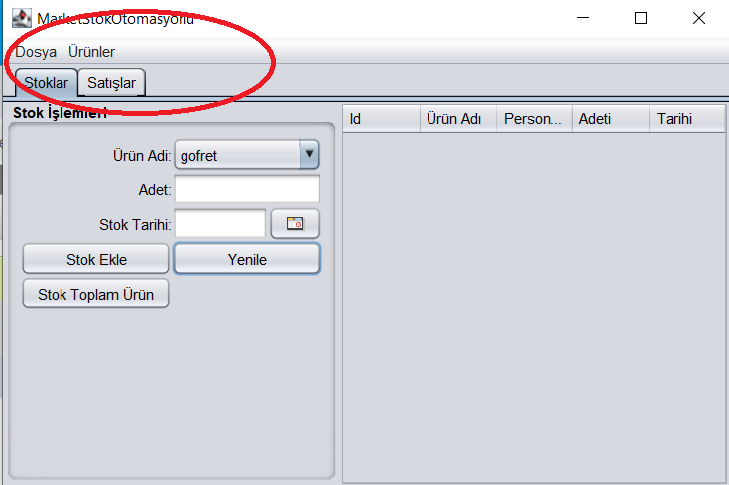 MarketStokOtomasyonu
Dosya Ürünler
Stoklar Satışlar
Stok İşlemleri
Id Ürün Adı Person... Adeti Tarihi
Ürün Adi: gofret
Adet:
Stok Tarihi:
Stok Ekle Yenile
Stok Toplam Ürün